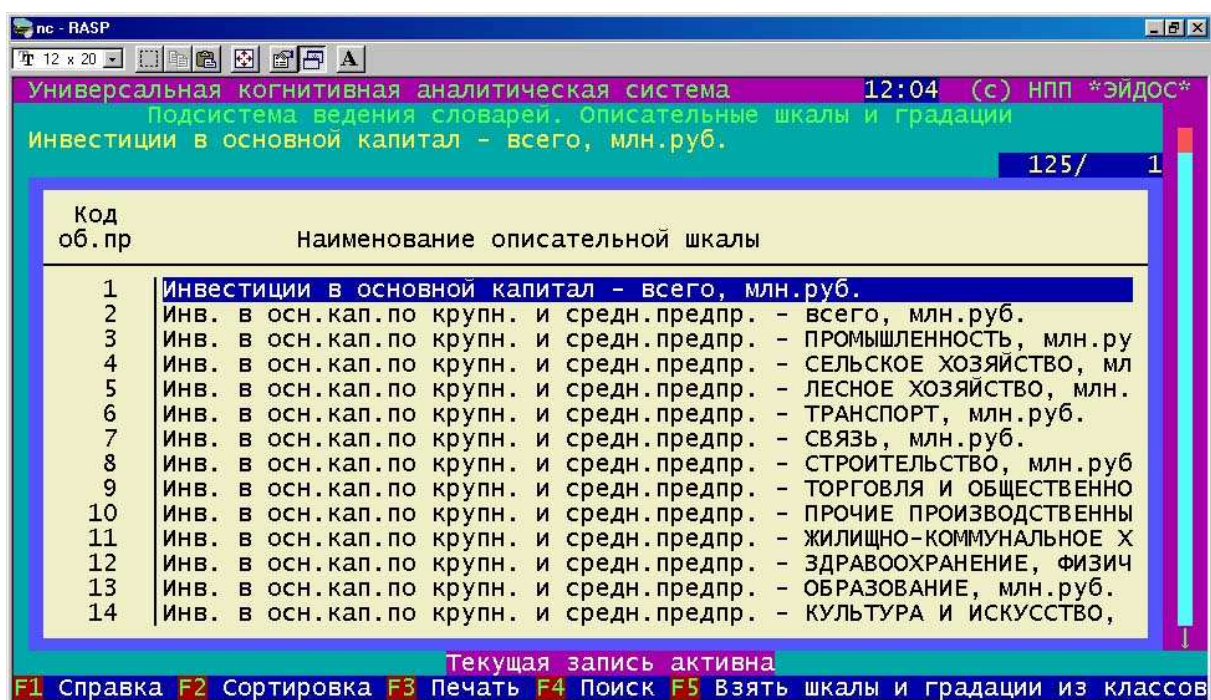 nc - RASP
12 x 20
A
Универсальная когнитивная аналитическая система 12:04 (c) НПП *ЭЙДОС*
Подсистема ведения словарей. Описательные шкалы и градации
Инвестиции в основной капитал - всего, млн.руб.
125/ 1
Код
об.пр Наименование описательной шкалы
1 Инвестиции в основной капитал - всего, млн.руб.
2 Инв. в осн.кап.по крупн. и средн.предпр. - всего, млн.руб.
3 Инв. в осн.кап.по крупн. и средн.предпр. - ПРОМЫШЛЕННОСТЬ, млн.ру
4 Инв. в осн.кап.по крупн. и средн.предпр. - СЕЛЬСКОЕ ХОЗЯЙСТВО, мл
5 Инв. в осн.кап.по крупн. и средн.предпр. - ЛЕСНОЕ ХОЗЯЙСТВО, млн.
6 Инв. в осн.кап.по крупн. и средн.предпр. - ТРАНСПОРТ, млн.руб.
7 Инв. в осн.кап.по крупн. и средн.предпр. - СВЯЗЬ, млн.руб.
8 Инв. в осн.кап.по крупн. и средн.предпр. - СТРОИТЕЛЬСТВО, млн.руб
9 Инв. в осн.кап.по крупн. и средн.предпр. - ТОРГОВЛЯ И ОБЩЕСТВЕННО
10 Инв. в осн.кап.по крупн. и средн.предпр. - ПРОЧИЕ ПРОИЗВОДСТВЕННЫ
11 Инв. в осн.кап.по крупн. и средн.предпр. - ЖИЛИЩНО-КОММУНАЛЬНОЕ Х
12 Инв. в осн.кап.по крупн. и средн.предпр. - ЗДРАВООХРАНЕНИЕ, ФИЗИЧ
13 Инв. в осн.кап.по крупн. и средн.предпр. - ОБРАЗОВАНИЕ, млн.руб.
14 Инв. в осн.кап.по крупн. и средн.предпр. - КУЛЬТУРА И ИСКУССТВО,
Текущая запись активна
F1 Справка F2 Сортировка F3 Печать F4 Поиск F5 Взять шкалы и градации из классов